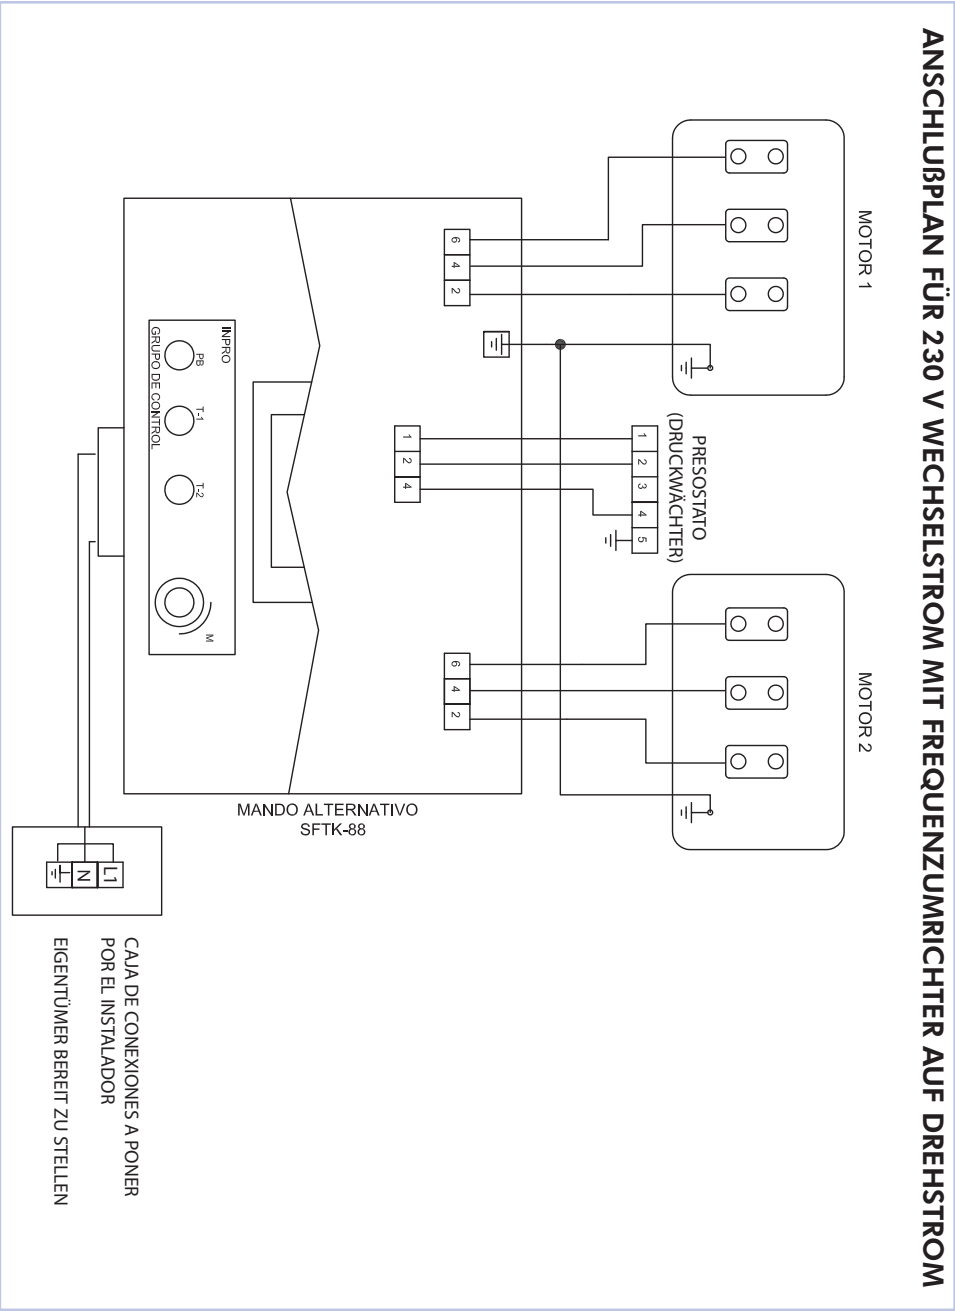 ANSCHLUßPLAN FÜR 230 V WECHSELSTROM MIT FREQUENZUMRICHTER AUF DREHSTROM
MOTOR 1
MOTOR 2
6
4
2
PRESOSTATO
(DRUCKWÄCHTER)
1
2
3
4
5
1
2
4
6
4
2
INPRO
GRUPO DE CONTROL
PB
T-1
T-2
M
MANDO ALTERNATIVO
SFTK-88
L1
N
CAJA DE CONEXIONES A PONER
POR EL INSTALADOR
EIGENTÜMER BEREIT ZU STELLEN